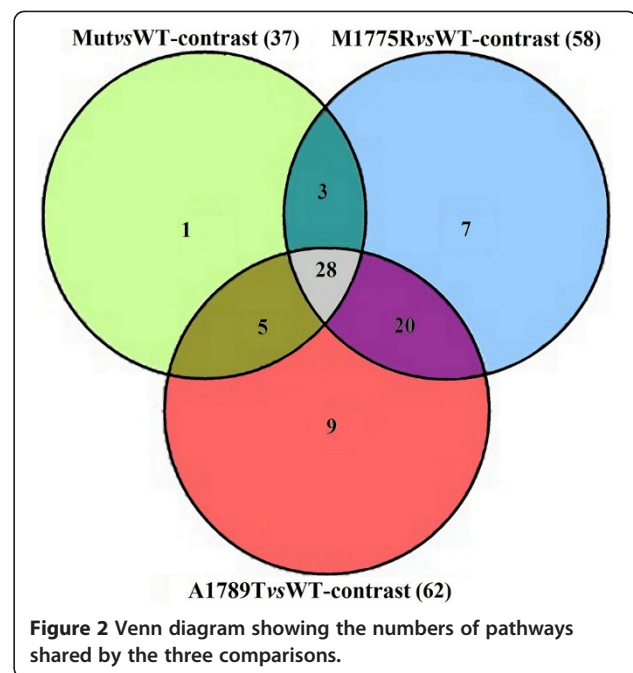 MutvsWT-contrast (37) M1775RvsWT-contrast (58)
3
1
7
28
5
20
9
A1789TvsWT-contrast (62)
Figure 2 Venn diagram showing the numbers of pathways
shared by the three comparisons.